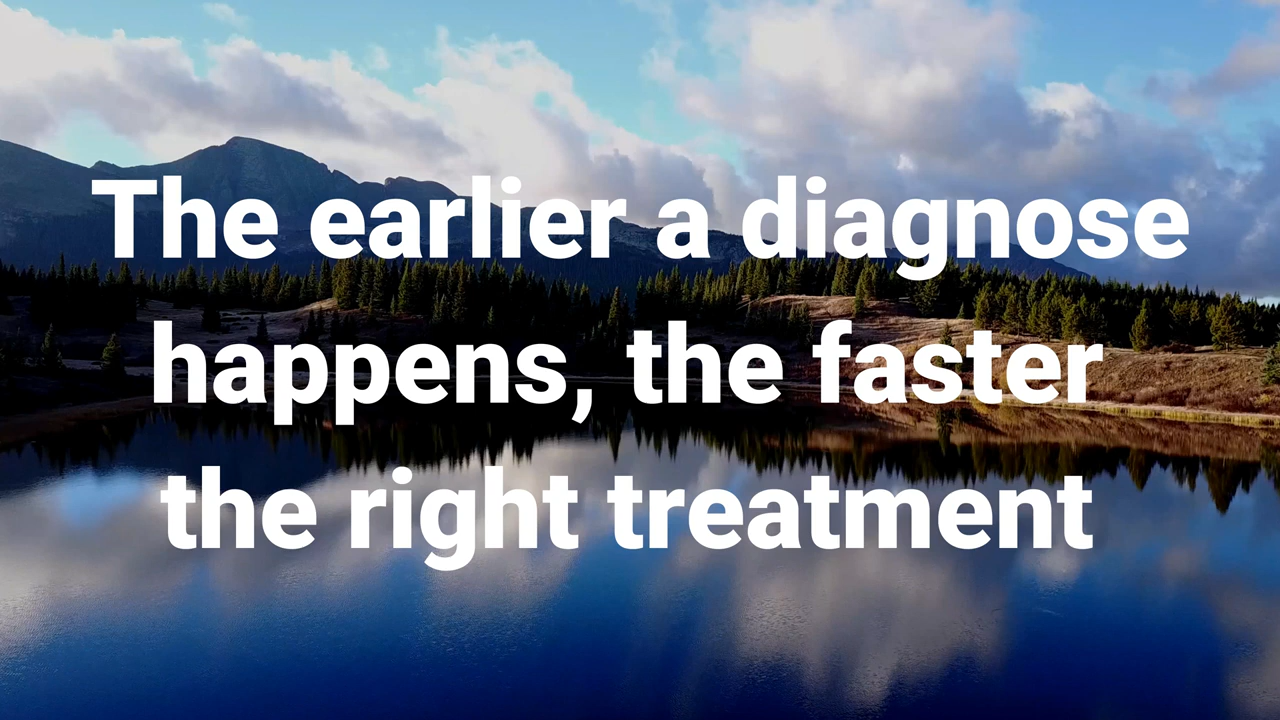 The earlier a diagnose
happens, the faster
the right treatment